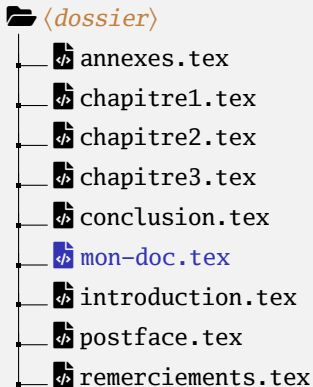 ⟨dossier⟩
annexes.tex
chapitre1.tex
chapitre2.tex
chapitre3.tex
conclusion.tex
mon-doc.tex
introduction.tex
postface.tex
remerciements.tex